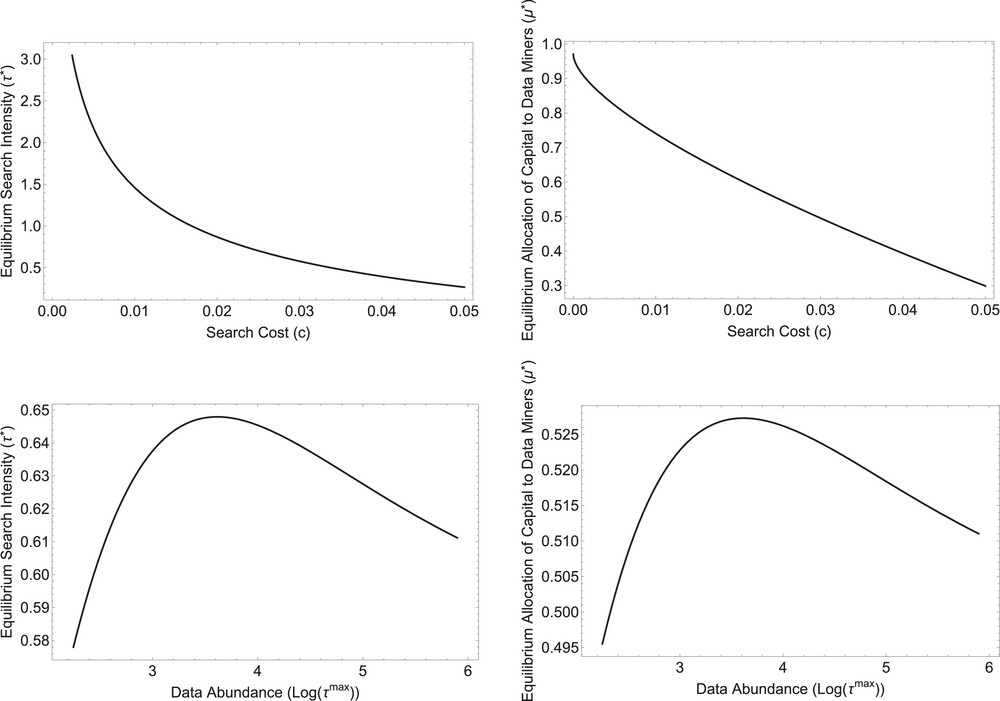 Equilibrium Search Intensity (τ*)
3.0
2.5
2.0
1.5
1.0
0.5
0.00 0.01 0.02 0.03 0.04 0.05
Search Cost (c)
Equilibrium Allocation of Capital to Data Miners (μ*)
1.0
0.9
0.8
0.7
0.6
0.5
0.4
0.3
0.00 0.01 0.02 0.03 0.04 0.05
Search Cost (c)
Equilibrium Search Intensity (τ*)
0.65
0.64
0.63
0.62
0.61
0.60
0.59
0.58
3 4 5 6
Data Abundance (Log(τmax))
Equilibrium Allocation of Capital to Data Miners (μ*)
0.525
0.520
0.515
0.510
0.505
0.500
0.495
3 4 5 6
Data Abundance (Log(τmax))